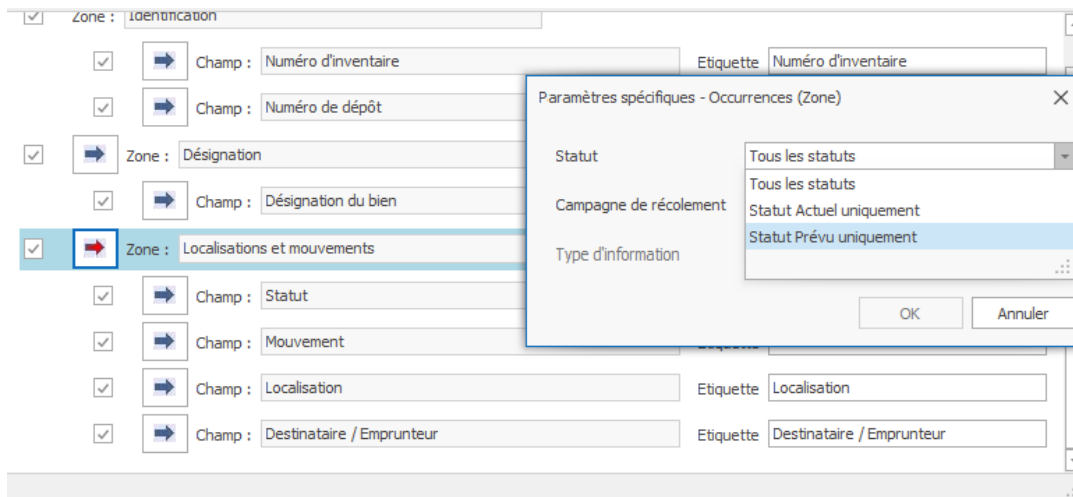 Zone : Identification
Champ : Numéro d'inventaire Etiquette Numéro d'inventaire
Champ : Numéro de dépôt
Paramètres spécifiques - Occurrences (Zone)
Zone : Désignation
Statut Tous les statuts
Tous les statuts
Champ : Désignation du bien
Campagne de récolement
Statut Actuel uniquement
Statut Prévu uniquement
Zone : Localisations et mouvements
Type d'information
Champ : Statut
OK Annuler
Champ : Mouvement
Champ : Localisation Etiquette Localisation
Champ : Destinataire / Emprunteur Etiquette Destinataire / Emprunteur